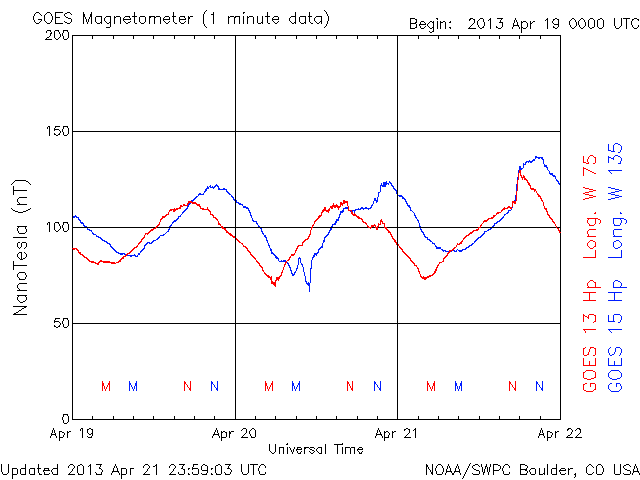 GOES Magnetometer (1 minute data)
Begin: 2013 Apr 19 0000 UTC
200
150
100
50
0
NanoTesla (nT)
M M N N M M N N M M N N
Apr 19 Apr 20 Apr 21 Apr 22
Universal Time
GOES 13 Hp Long. W 75
GOES 15 Hp Long. W 135
Updated 2013 Apr 21 23:59:03 UTC
NOAA/SWPC Boulder, CO USA